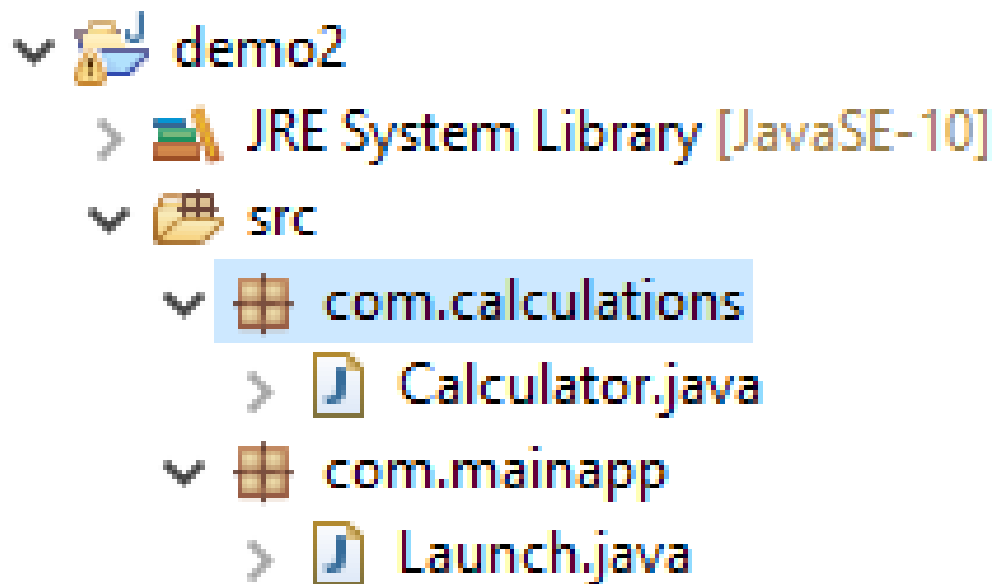 demo2
JRE System Library [JavaSE-10]
src
com.calculations
Calculator.java
com.mainapp
Launch.java